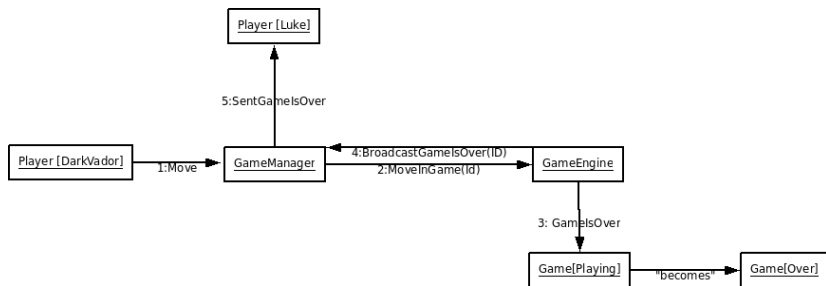 Player [Luke]
5:SentGameIsOver
Player [DarkVador]
1:Move
GameManager
4:BroadcastGameIsOver(ID)
2:MoveInGame(Id)
GameEngine
3: GameIsOver
Game[Playing]
"becomes"
Game[Over]